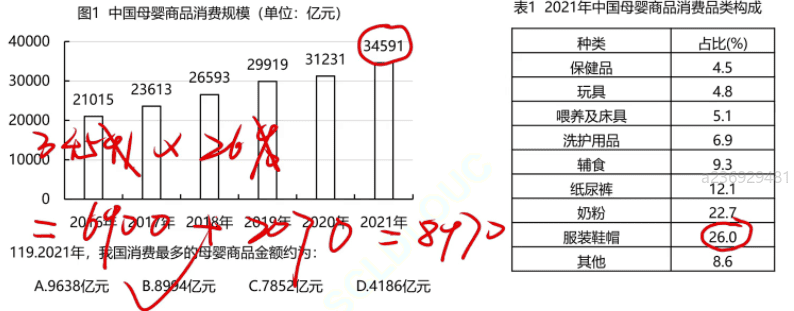 图1 中国母婴商品消费规模（单位：亿元）
40000
30000
20000
10000
0
21015
23613
26593
29919
31231
34591
2016年 2017年 2018年 2019年 2020年 2021年
34591 × 26%
= 6900 + 2070 = 8970
119.2021年，我国消费最多的母婴商品金额约为：
A.9638亿元 B.8994亿元 C.7852亿元 D.4186亿元
表1 2021年中国母婴商品消费品类构成
种类 占比(%)
保健品 4.5
玩具 4.8
喂养及床具 5.1
洗护用品 6.9
辅食 9.3
纸尿裤 12.1
奶粉 22.7
服装鞋帽 26.0
其他 8.6
a236929481